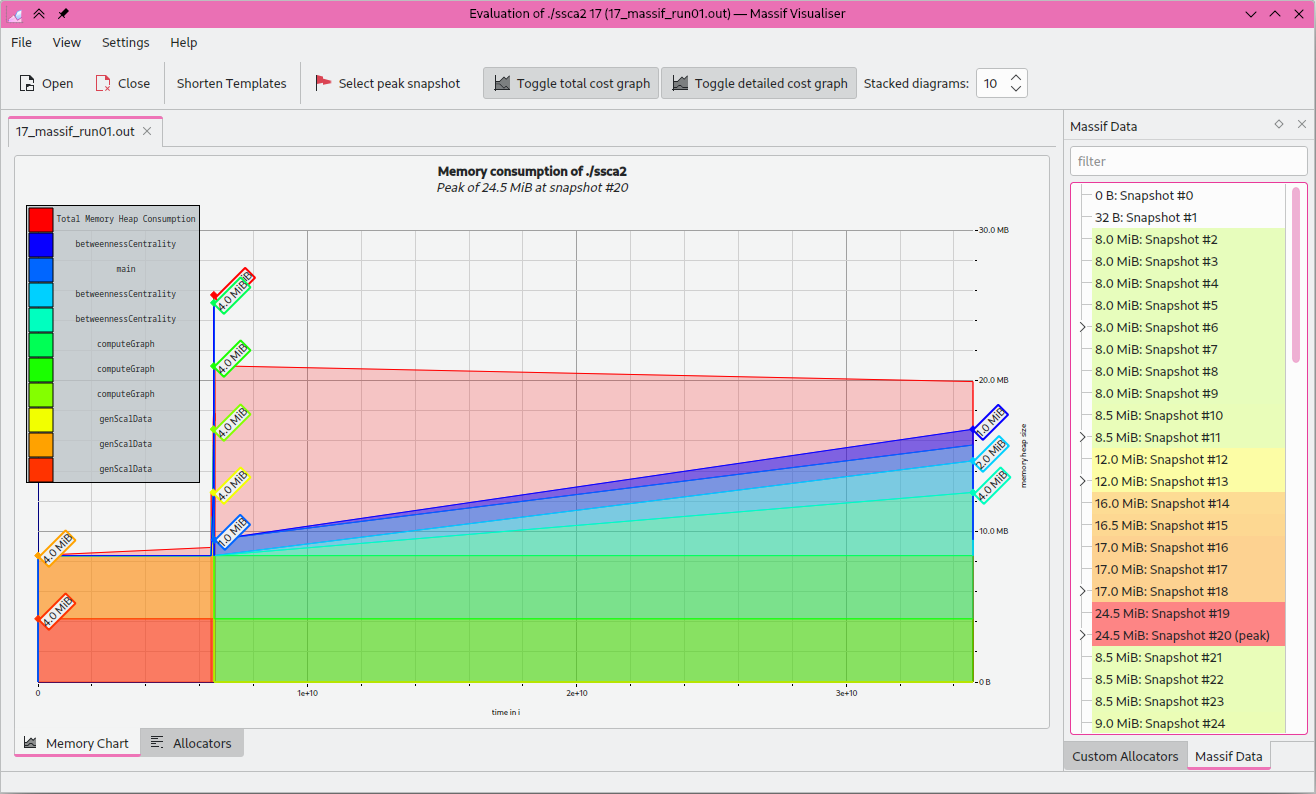 Evaluation of ./ssca2 17 (17_massif_run01.out) — Massif Visualiser
File View Settings Help
Open Close Shorten Templates Select peak snapshot Toggle total cost graph Toggle detailed cost graph Stacked diagrams: 10
17_massif_run01.out
Memory consumption of ./ssca2
Peak of 24.5 MiB at snapshot #20
Total Memory Heap Consumption
betweennessCentrality
main
betweennessCentrality
betweennessCentrality
computeGraph
computeGraph
computeGraph
genScalData
genScalData
genScalData
4.0 MiB
4.0 MiB
4.0 MiB
4.0 MiB
1.0 MiB
4.0 MiB
4.0 MiB
1.0 MiB
2.0 MiB
4.0 MiB
30.0 MB
20.0 MB
10.0 MB
0 B
memory heap size
0 1e+10 2e+10 3e+10
time in i
Memory Chart Allocators
Massif Data
filter
0 B: Snapshot #0
32 B: Snapshot #1
8.0 MiB: Snapshot #2
8.0 MiB: Snapshot #3
8.0 MiB: Snapshot #4
8.0 MiB: Snapshot #5
8.0 MiB: Snapshot #6
8.0 MiB: Snapshot #7
8.0 MiB: Snapshot #8
8.0 MiB: Snapshot #9
8.5 MiB: Snapshot #10
8.5 MiB: Snapshot #11
12.0 MiB: Snapshot #12
12.0 MiB: Snapshot #13
16.0 MiB: Snapshot #14
16.5 MiB: Snapshot #15
17.0 MiB: Snapshot #16
17.0 MiB: Snapshot #17
17.0 MiB: Snapshot #18
24.5 MiB: Snapshot #19
24.5 MiB: Snapshot #20 (peak)
8.5 MiB: Snapshot #21
8.5 MiB: Snapshot #22
8.5 MiB: Snapshot #23
9.0 MiB: Snapshot #24
Custom Allocators Massif Data